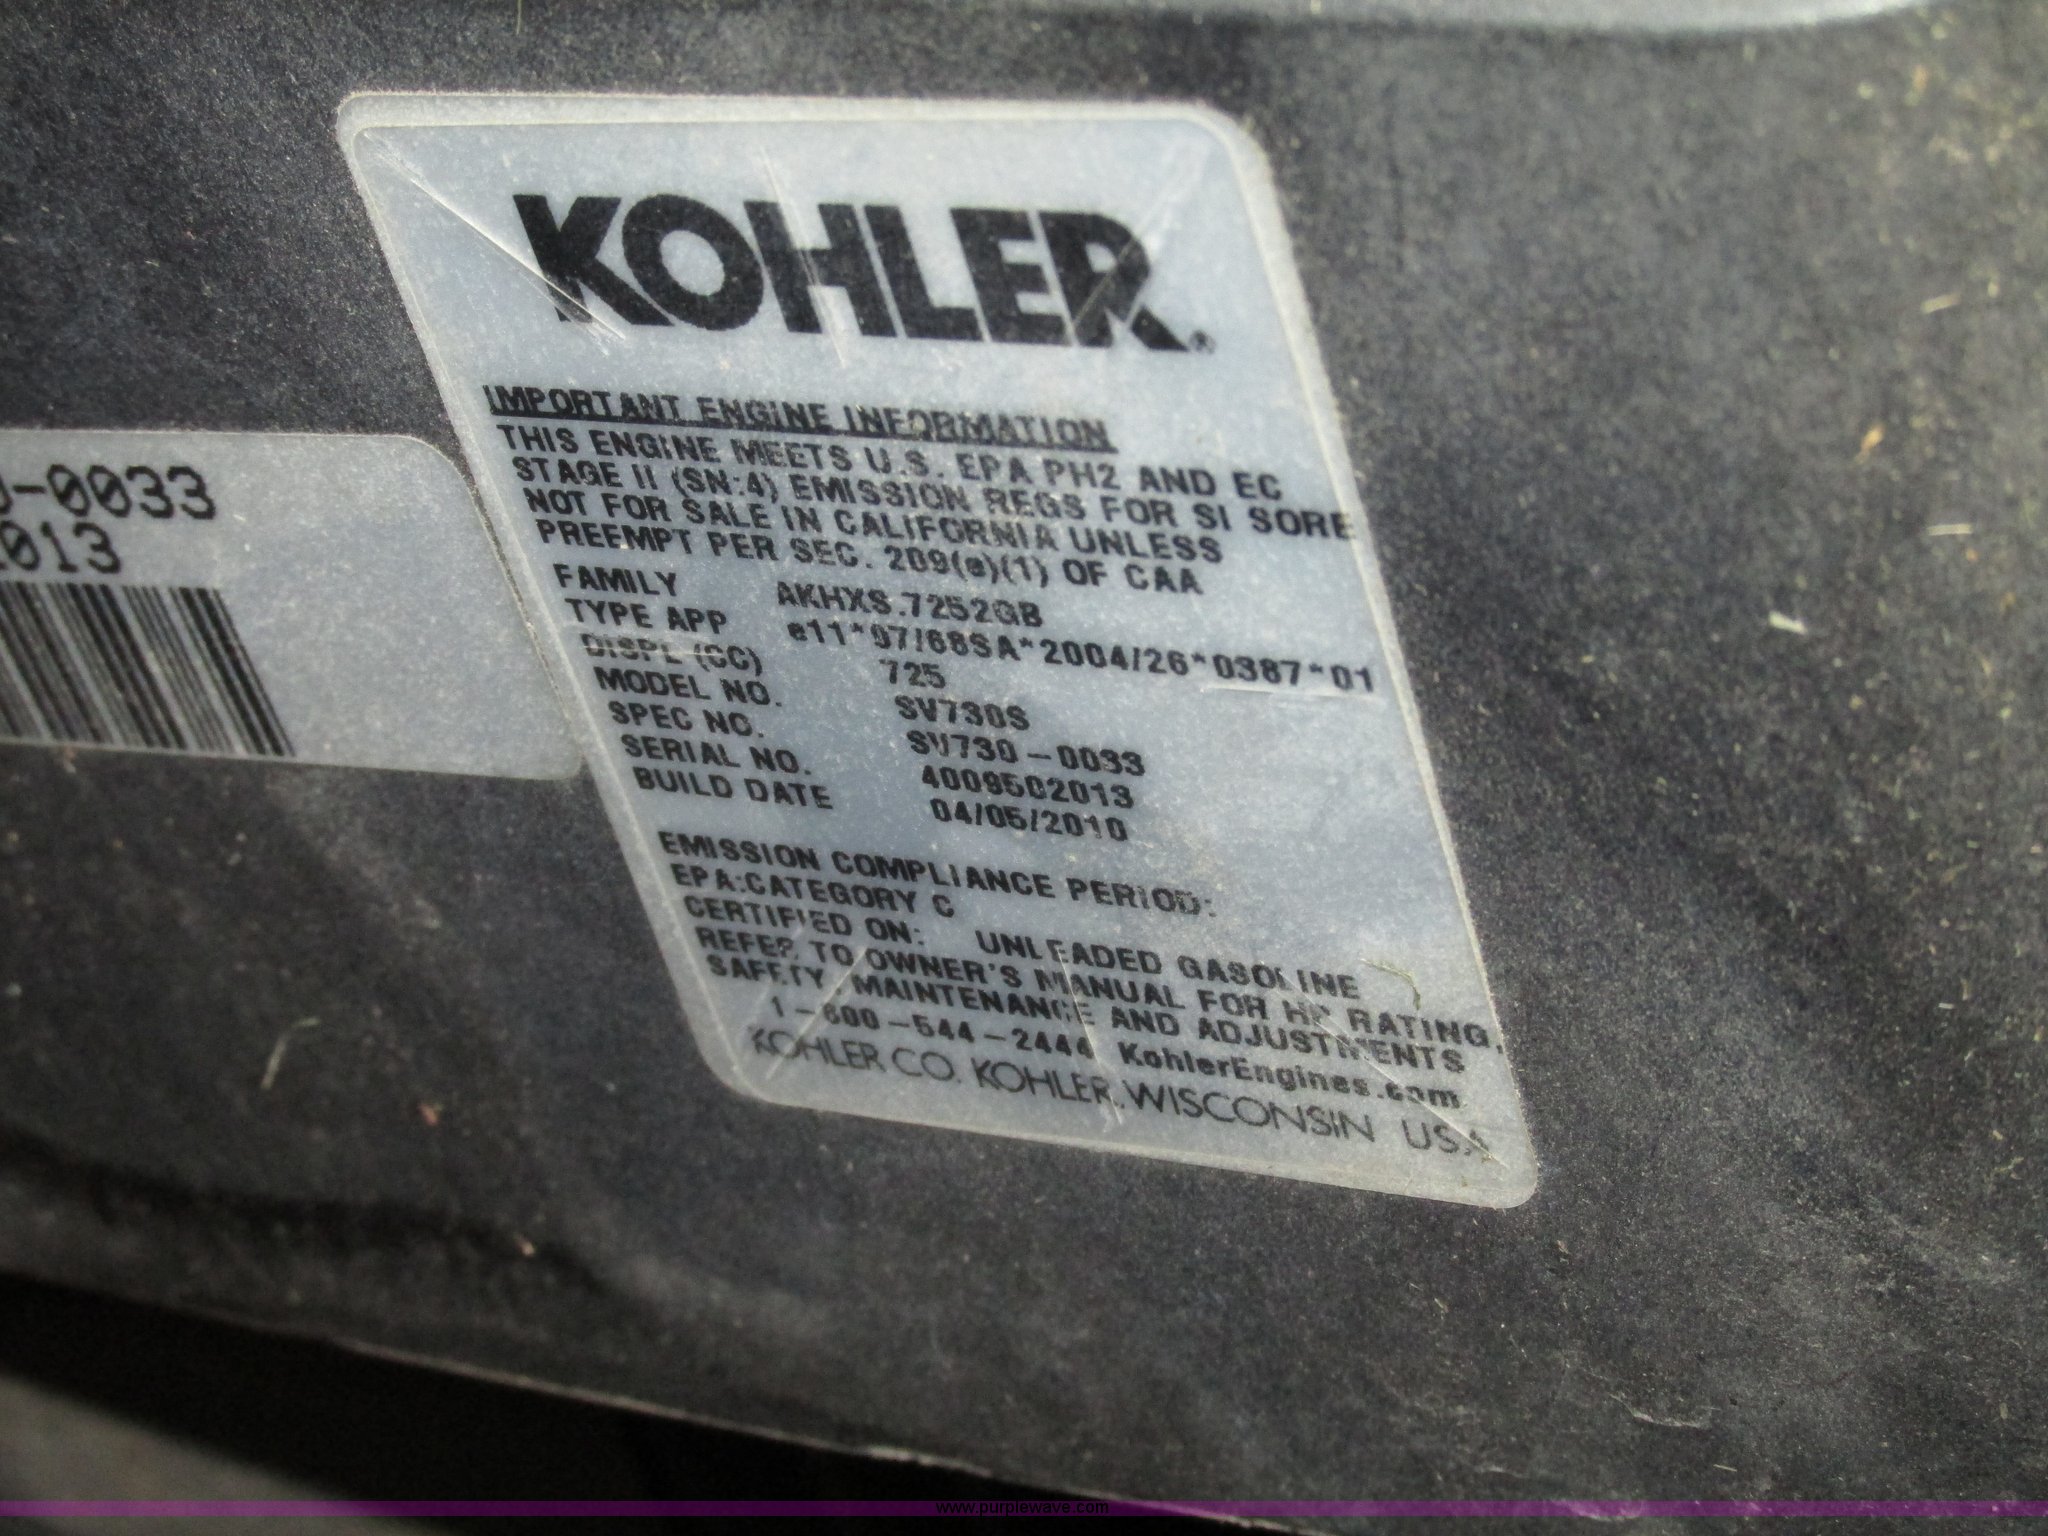 KOHLER®
IMPORTANT ENGINE INFORMATION
THIS ENGINE MEETS U.S. EPA PH2 AND EC
STAGE II (SN:4) EMISSION REGS FOR SI SORE
NOT FOR SALE IN CALIFORNIA UNLESS
PREEMPT PER SEC. 209(e)(1) OF CAA
FAMILY AKHXS.7252GB
TYPE APP e11*97/68SA*2004/26*0387*01
DISPL (CC) 725
MODEL NO. SV730S
SPEC NO. SV730-0033
SERIAL NO. 4009502013
BUILD DATE 04/05/2010
EMISSION COMPLIANCE PERIOD:
EPA:CATEGORY C
CERTIFIED ON: UNLEADED GASOLINE
REFER TO OWNER'S MANUAL FOR HP RATING,
SAFETY, MAINTENANCE AND ADJUSTMENTS
1-800-544-2444 KohlerEngines.com
KOHLER CO. KOHLER, WISCONSIN USA
0-0033
2013
www.purplewave.com